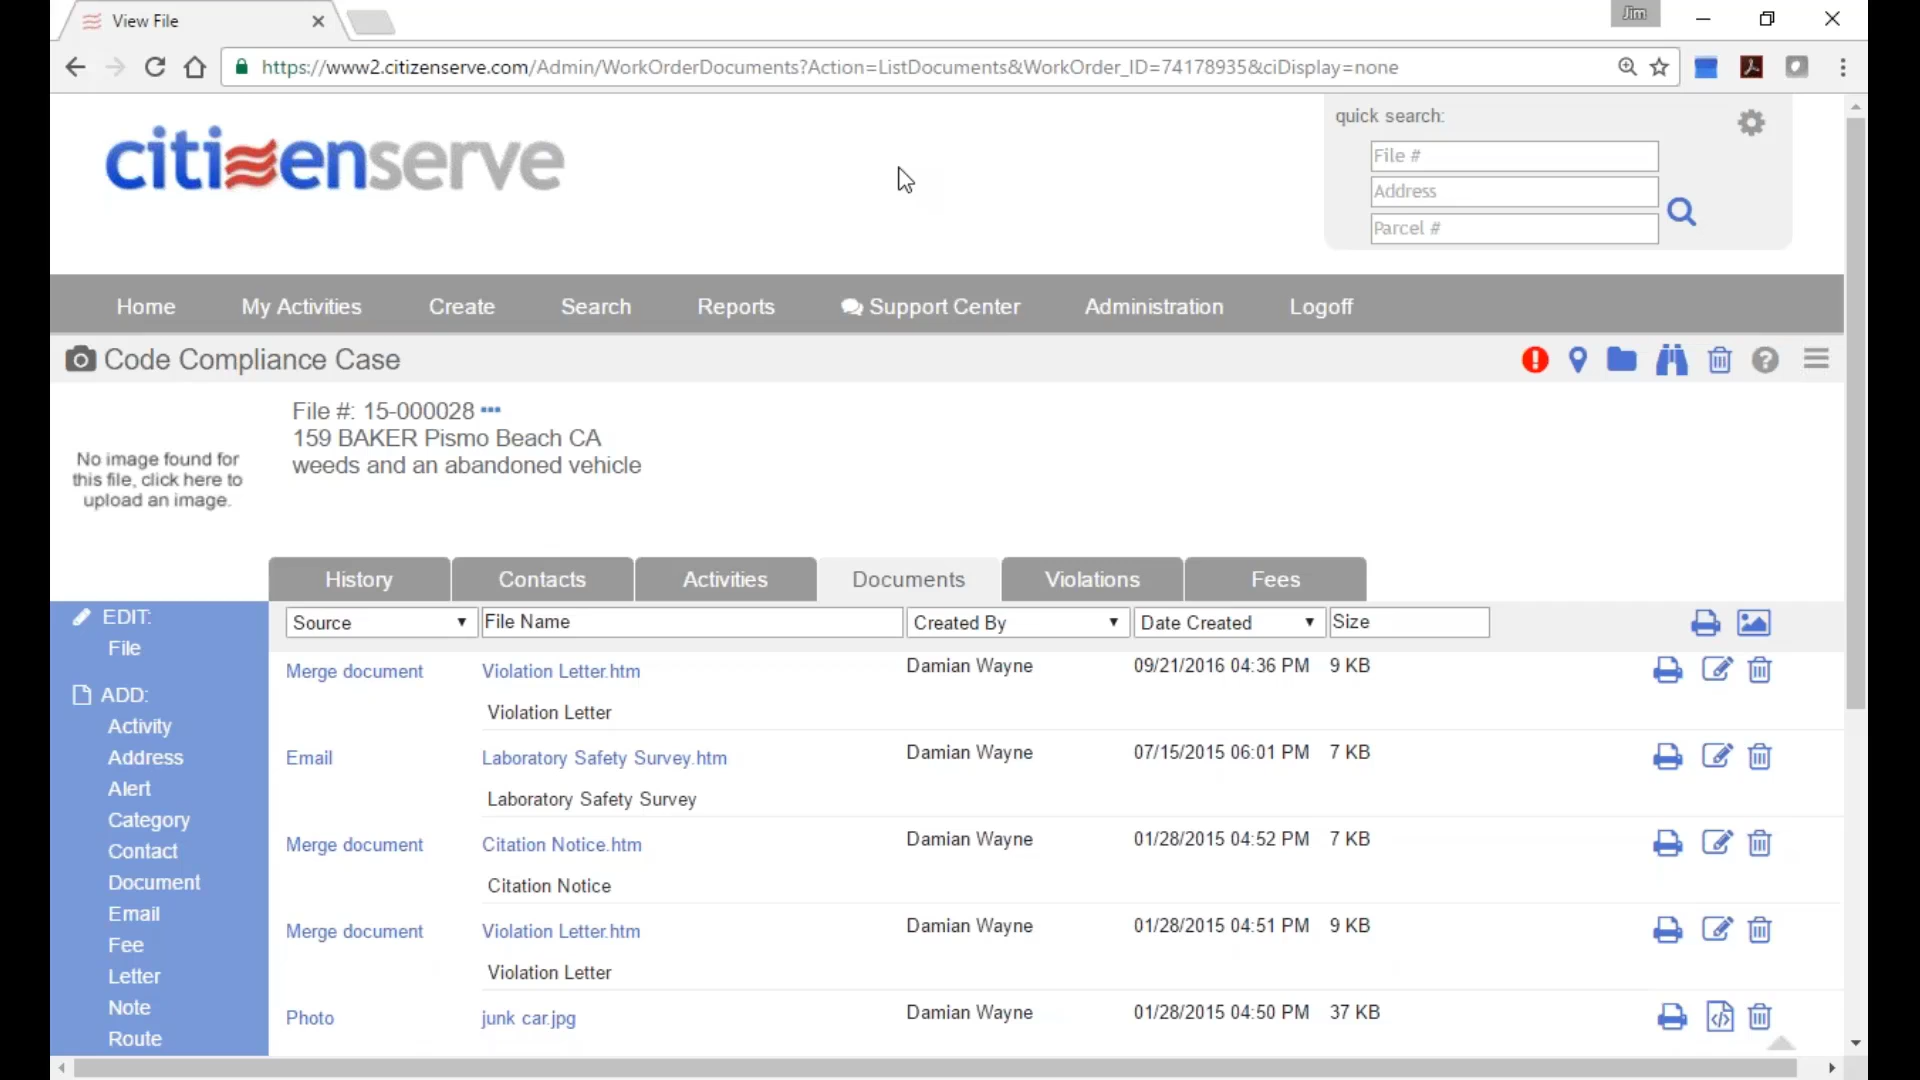 View File
Jim
https://www2.citizenserve.com/Admin/WorkOrderDocuments?Action=ListDocuments&WorkOrder_ID=74178935&ciDisplay=none
citizenserve
quick search:
File #
Address
Parcel #
Home My Activities Create Search Reports Support Center Administration Logoff
Code Compliance Case
File #: 15-000028
159 BAKER Pismo Beach CA
weeds and an abandoned vehicle
No image found for
this file, click here to
upload an image.
History Contacts Activities Documents Violations Fees
Source File Name Created By Date Created Size
Merge document Violation Letter.htm Damian Wayne 09/21/2016 04:36 PM 9 KB
Violation Letter
Email Laboratory Safety Survey.htm Damian Wayne 07/15/2015 06:01 PM 7 KB
Laboratory Safety Survey
Merge document Citation Notice.htm Damian Wayne 01/28/2015 04:52 PM 7 KB
Citation Notice
Merge document Violation Letter.htm Damian Wayne 01/28/2015 04:51 PM 9 KB
Violation Letter
Photo junk car.jpg Damian Wayne 01/28/2015 04:50 PM 37 KB
EDIT:
File
ADD:
Activity
Address
Alert
Category
Contact
Document
Email
Fee
Letter
Note
Route